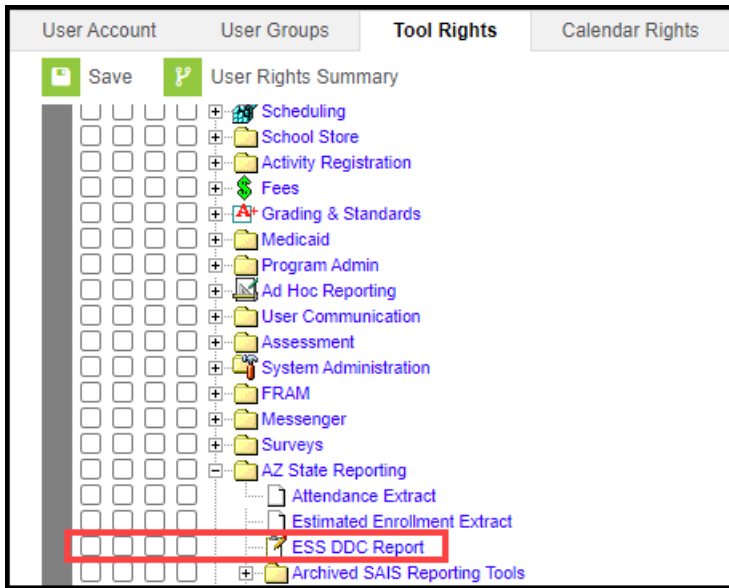 User Account User Groups Tool Rights Calendar Rights
Save User Rights Summary
Scheduling
School Store
Activity Registration
Fees
A+ Grading & Standards
Medicaid
Program Admin
Ad Hoc Reporting
User Communication
Assessment
System Administration
FRAM
Messenger
Surveys
AZ State Reporting
Attendance Extract
Estimated Enrollment Extract
ESS DDC Report
Archived SAIS Reporting Tools